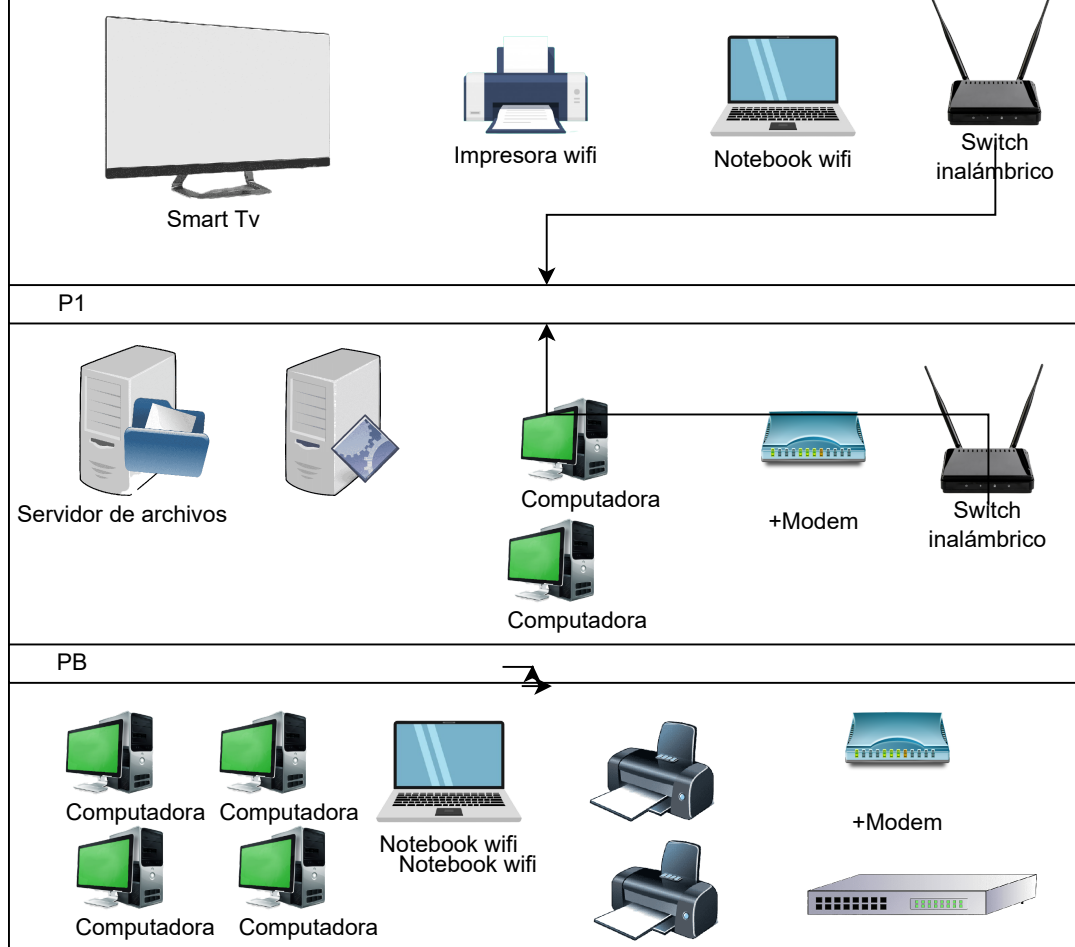 Impresora wifi
Notebook wifi
Switch
inalámbrico
Smart Tv
P1
Servidor de archivos
Computadora
+Modem
Switch
inalámbrico
Computadora
PB
Computadora
Computadora
Notebook wifi
Notebook wifi
+Modem
Computadora
Computadora